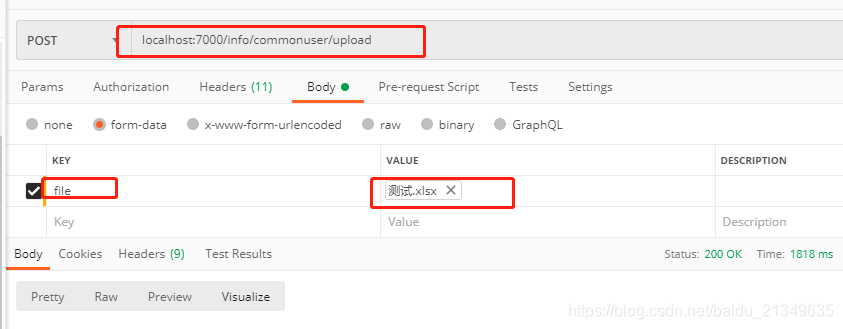 POST localhost:7000/info/commonuser/upload
Params Authorization Headers (11) Body Pre-request Script Tests Settings
none form-data x-www-form-urlencoded raw binary GraphQL
KEY VALUE DESCRIPTION
file 测试.xlsx
Key Value Description
Body Cookies Headers (9) Test Results Status: 200 OK Time: 1818 ms
Pretty Raw Preview Visualize
https://blog.csdn.net/baidu_21349635